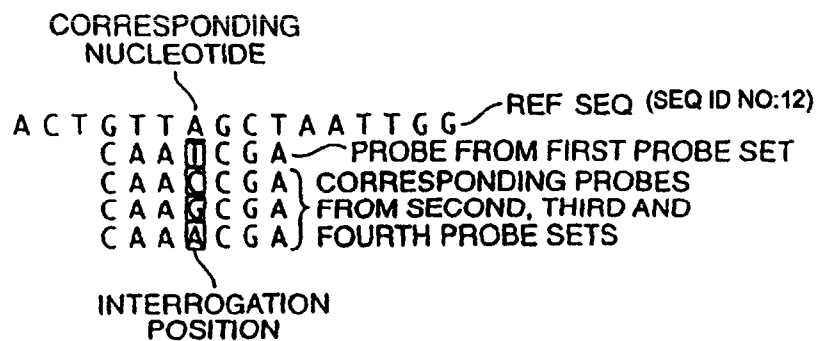 CORRESPONDING
NUCLEOTIDE
A C T G T T A G C T A A T T G G REF SEQ (SEQ ID NO:12)
C A A T C G A PROBE FROM FIRST PROBE SET
C A A C C G A CORRESPONDING PROBES
C A A G C G A FROM SECOND, THIRD AND
C A A A C G A FOURTH PROBE SETS
INTERROGATION
POSITION